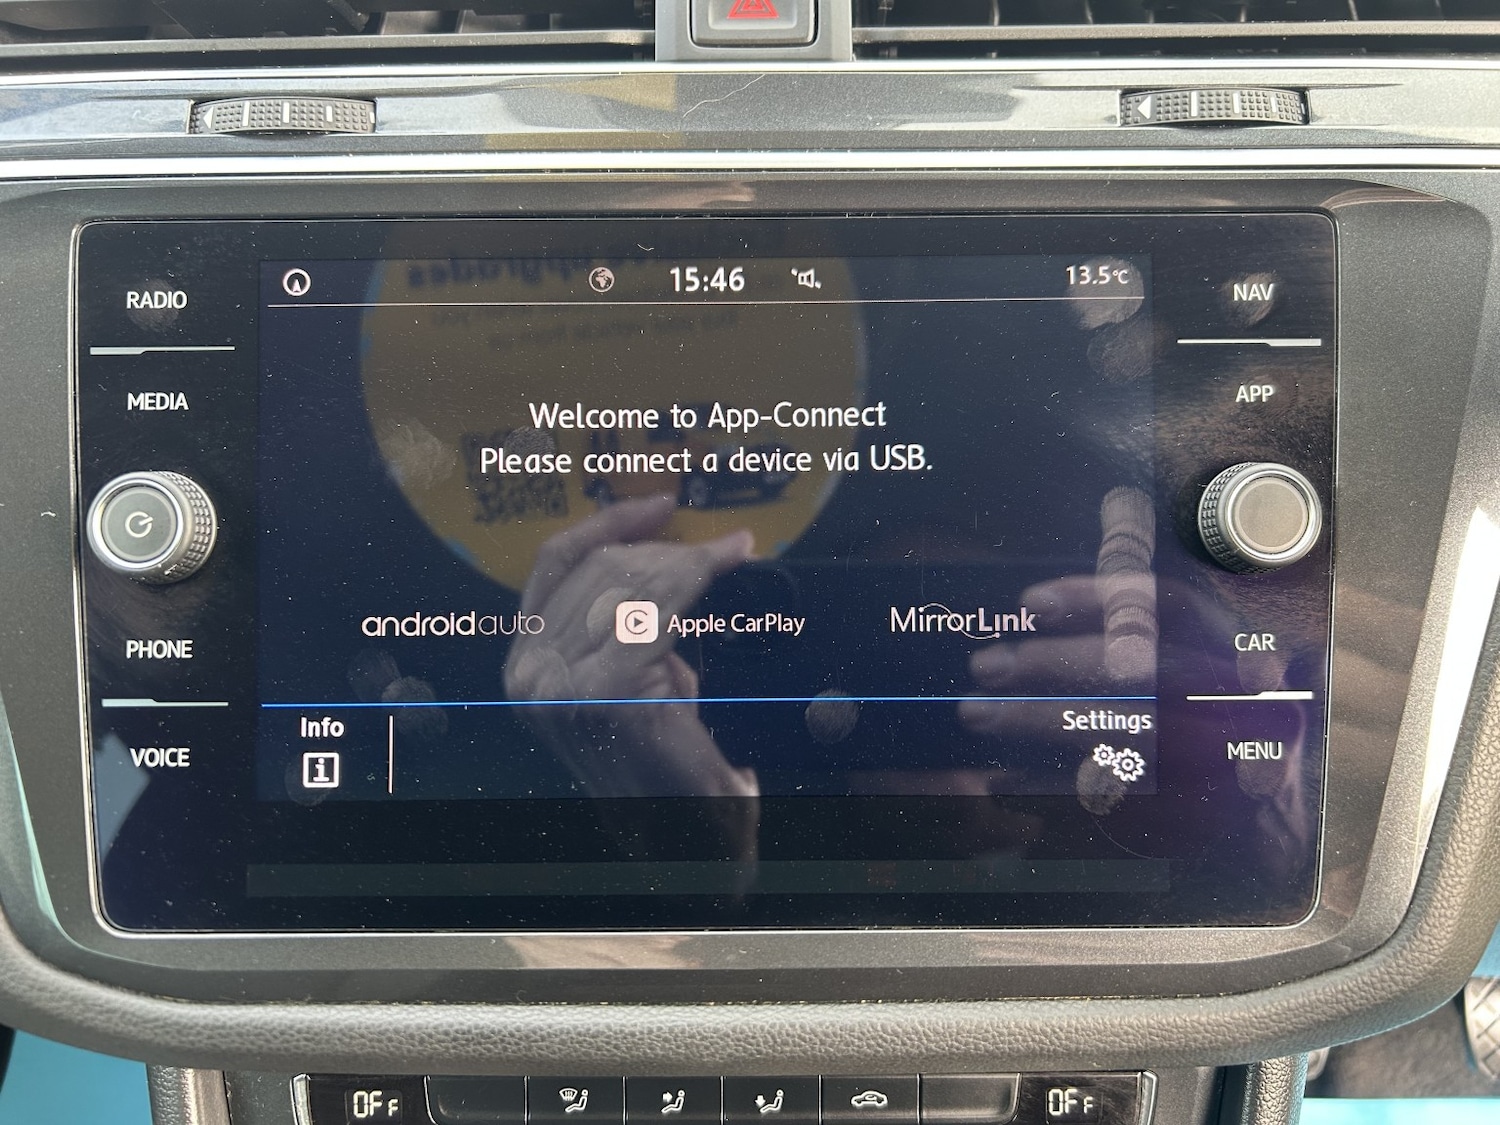 15:46
13.5°C
RADIO
NAV
MEDIA
APP
Welcome to App-Connect
Please connect a device via USB.
androidauto
Apple CarPlay
MirrorLink
PHONE
CAR
Info
Settings
VOICE
MENU
OFF
OFF